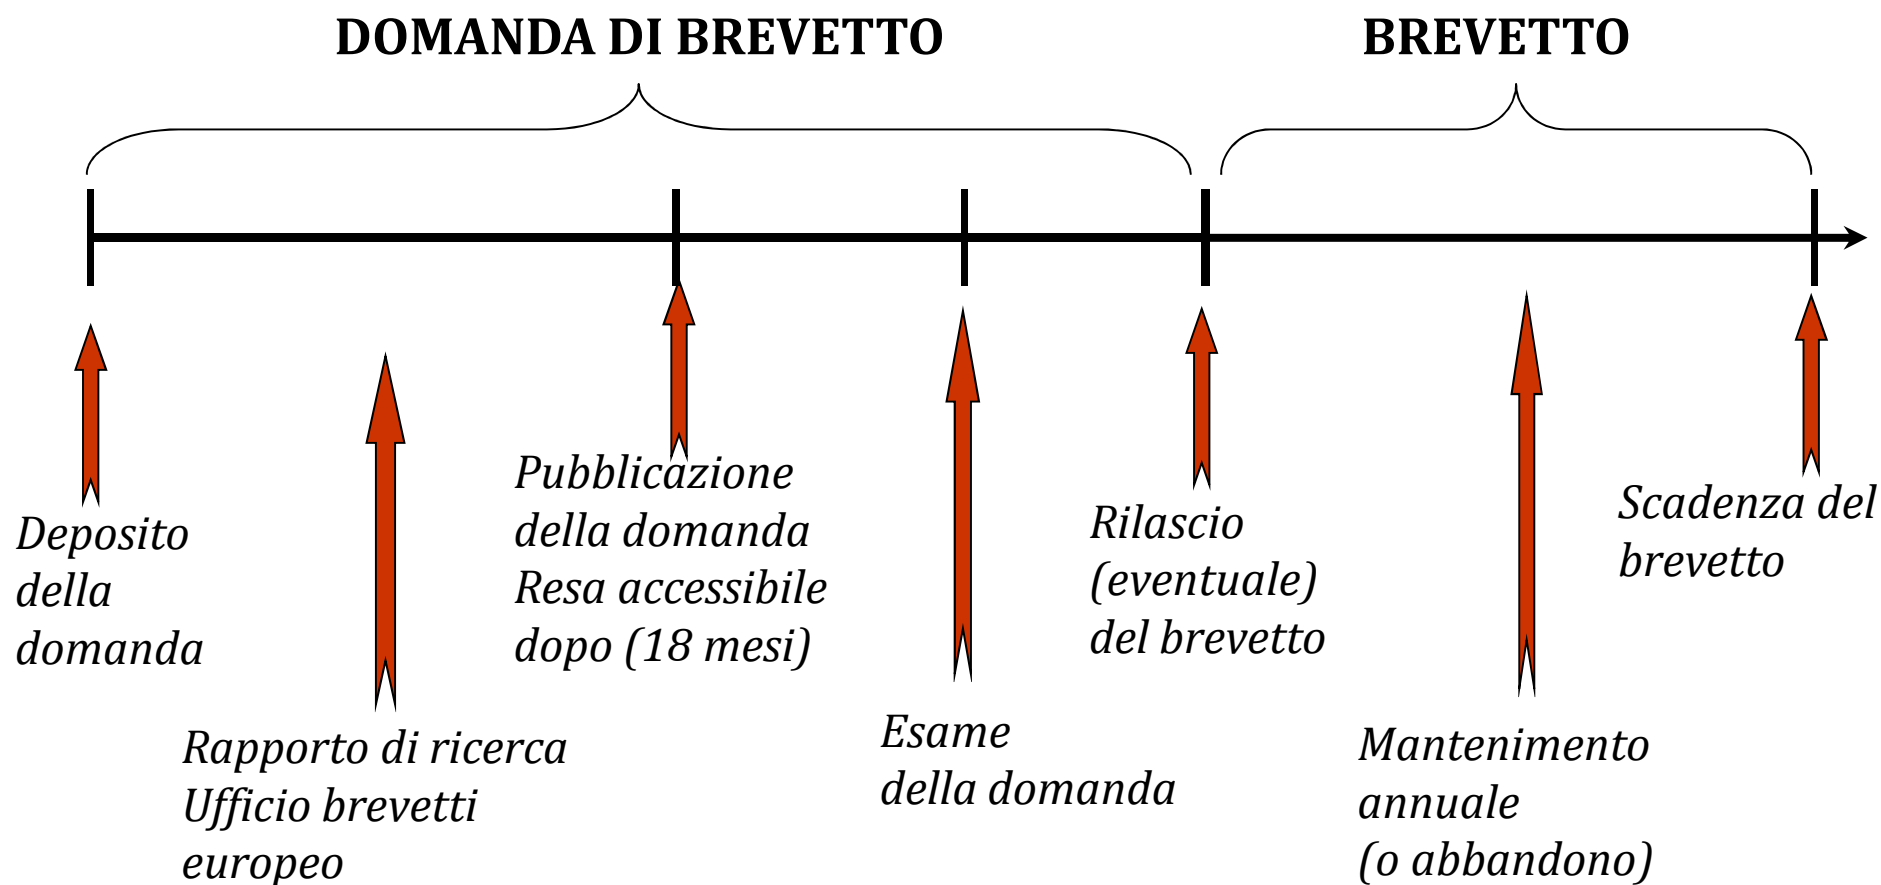 DOMANDA DI BREVETTO
BREVETTO
Deposito
della
domanda
Rapporto di ricerca
Ufficio brevetti
europeo
Pubblicazione
della domanda
Resa accessibile
dopo (18 mesi)
Esame
della domanda
Rilascio
(eventuale)
del brevetto
Mantenimento
annuale
(o abbandono)
Scadenza del
brevetto